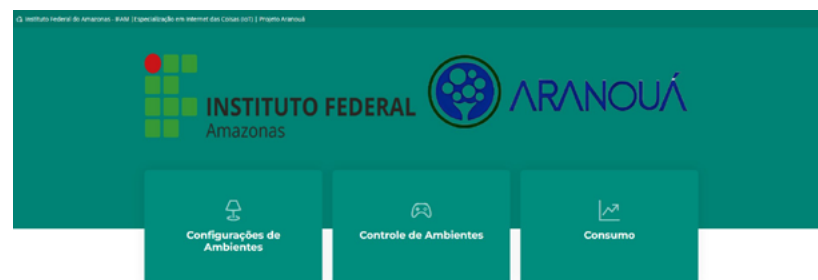 Instituto Federal do Amazonas - IFAM | Especialização em Internet das Coisas (IoT) | Projeto Aranouá
INSTITUTO FEDERAL
Amazonas
ARANOUÁ
Configurações de
Ambientes
Controle de Ambientes
Consumo